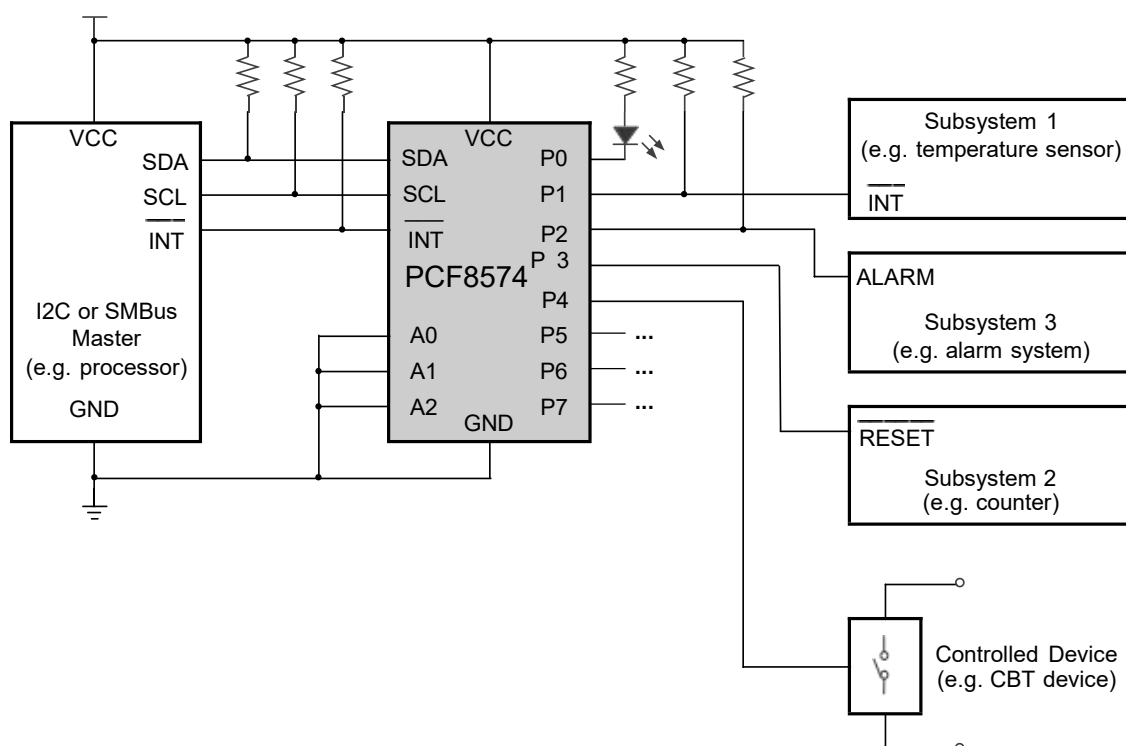 VCC
SDA
SCL
INT
I2C or SMBus
Master
(e.g. processor)
GND
VCC
SDA
SCL
INT
PCF8574
A0
A1
A2
GND
P0
P1
P2
P 3
P4
P5
P6
P7
...
...
...
Subsystem 1
(e.g. temperature sensor)
INT
ALARM
Subsystem 3
(e.g. alarm system)
RESET
Subsystem 2
(e.g. counter)
Controlled Device
(e.g. CBT device)